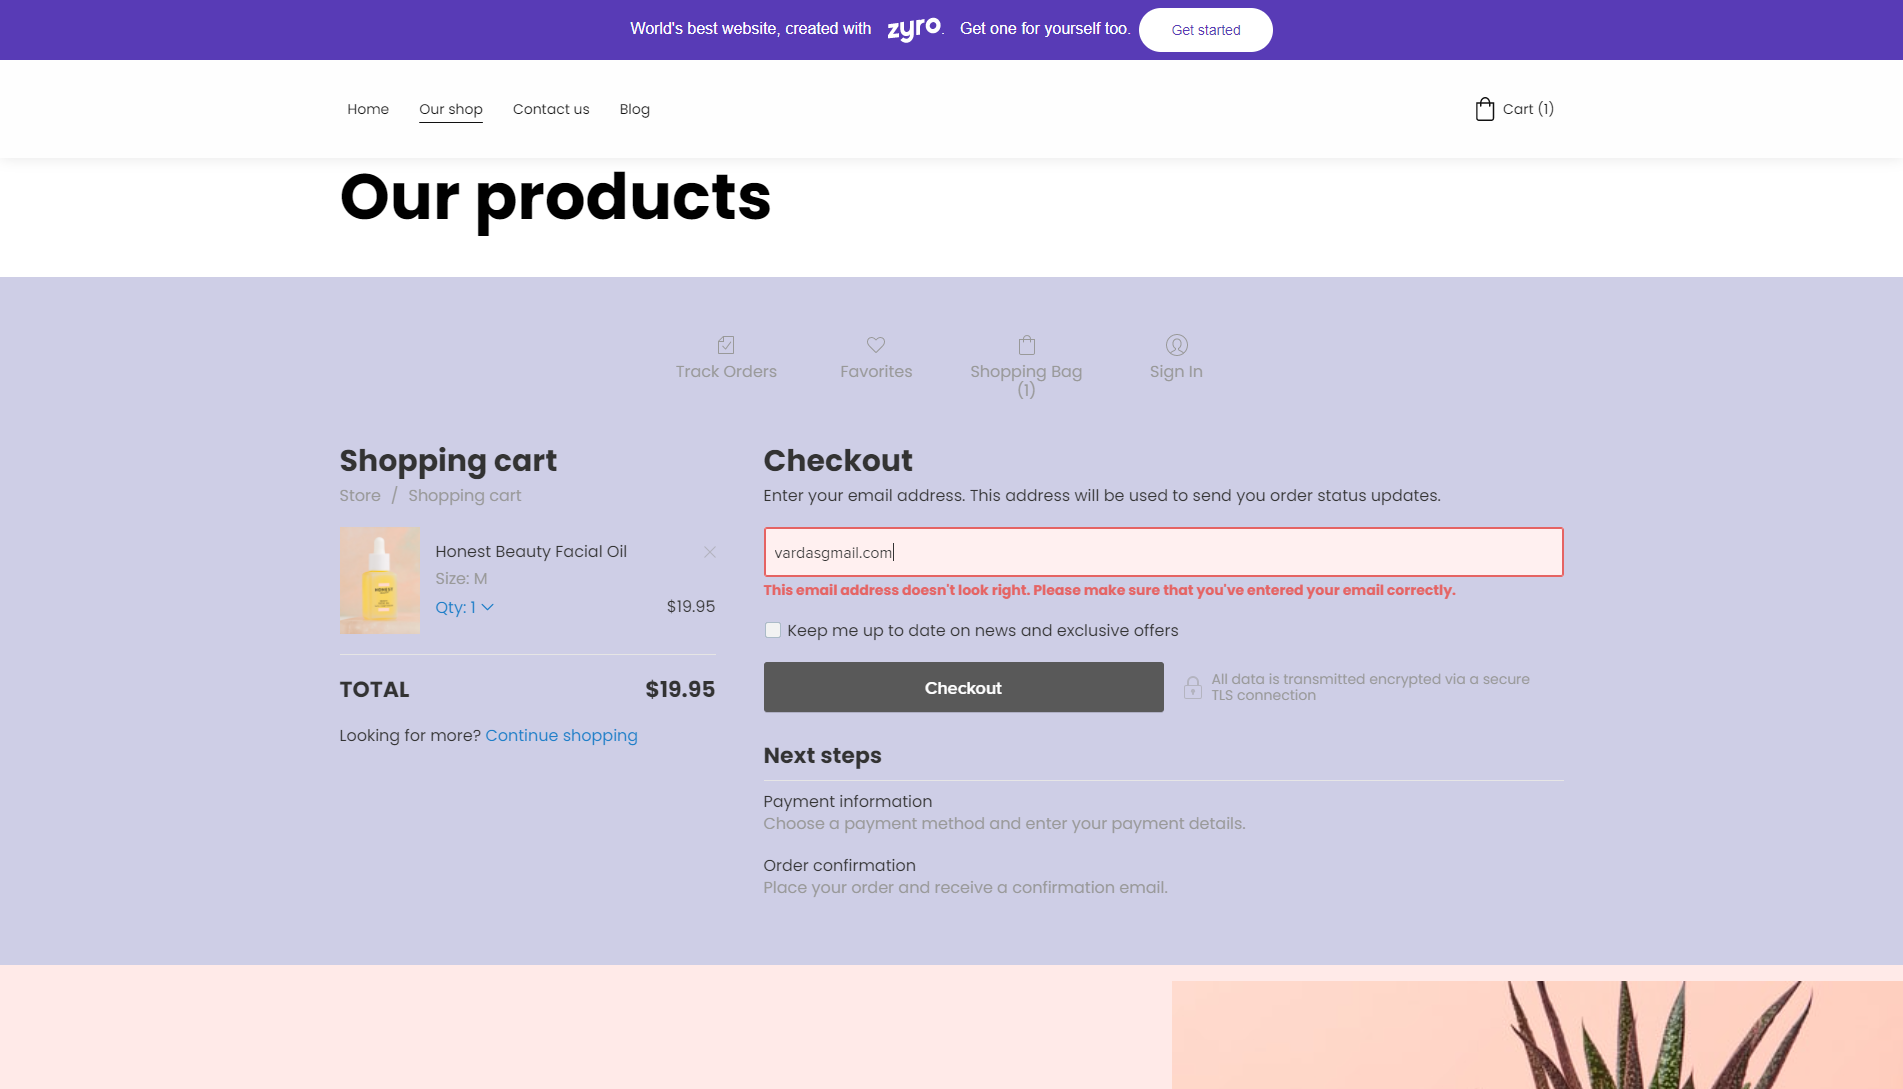 World's best website, created with zyro. Get one for yourself too. Get started
Home Our shop Contact us Blog Cart (1)
Our products
Track Orders Favorites Shopping Bag Sign In
(1)
Shopping cart
Store / Shopping cart
HONEST
Honest Beauty Facial Oil
Size: M
Qty: 1 $19.95
TOTAL $19.95
Looking for more? Continue shopping
Checkout
Enter your email address. This address will be used to send you order status updates.
vardasgmail.com
This email address doesn't look right. Please make sure that you've entered your email correctly.
Keep me up to date on news and exclusive offers
Checkout
All data is transmitted encrypted via a secure
TLS connection
Next steps
Payment information
Choose a payment method and enter your payment details.
Order confirmation
Place your order and receive a confirmation email.